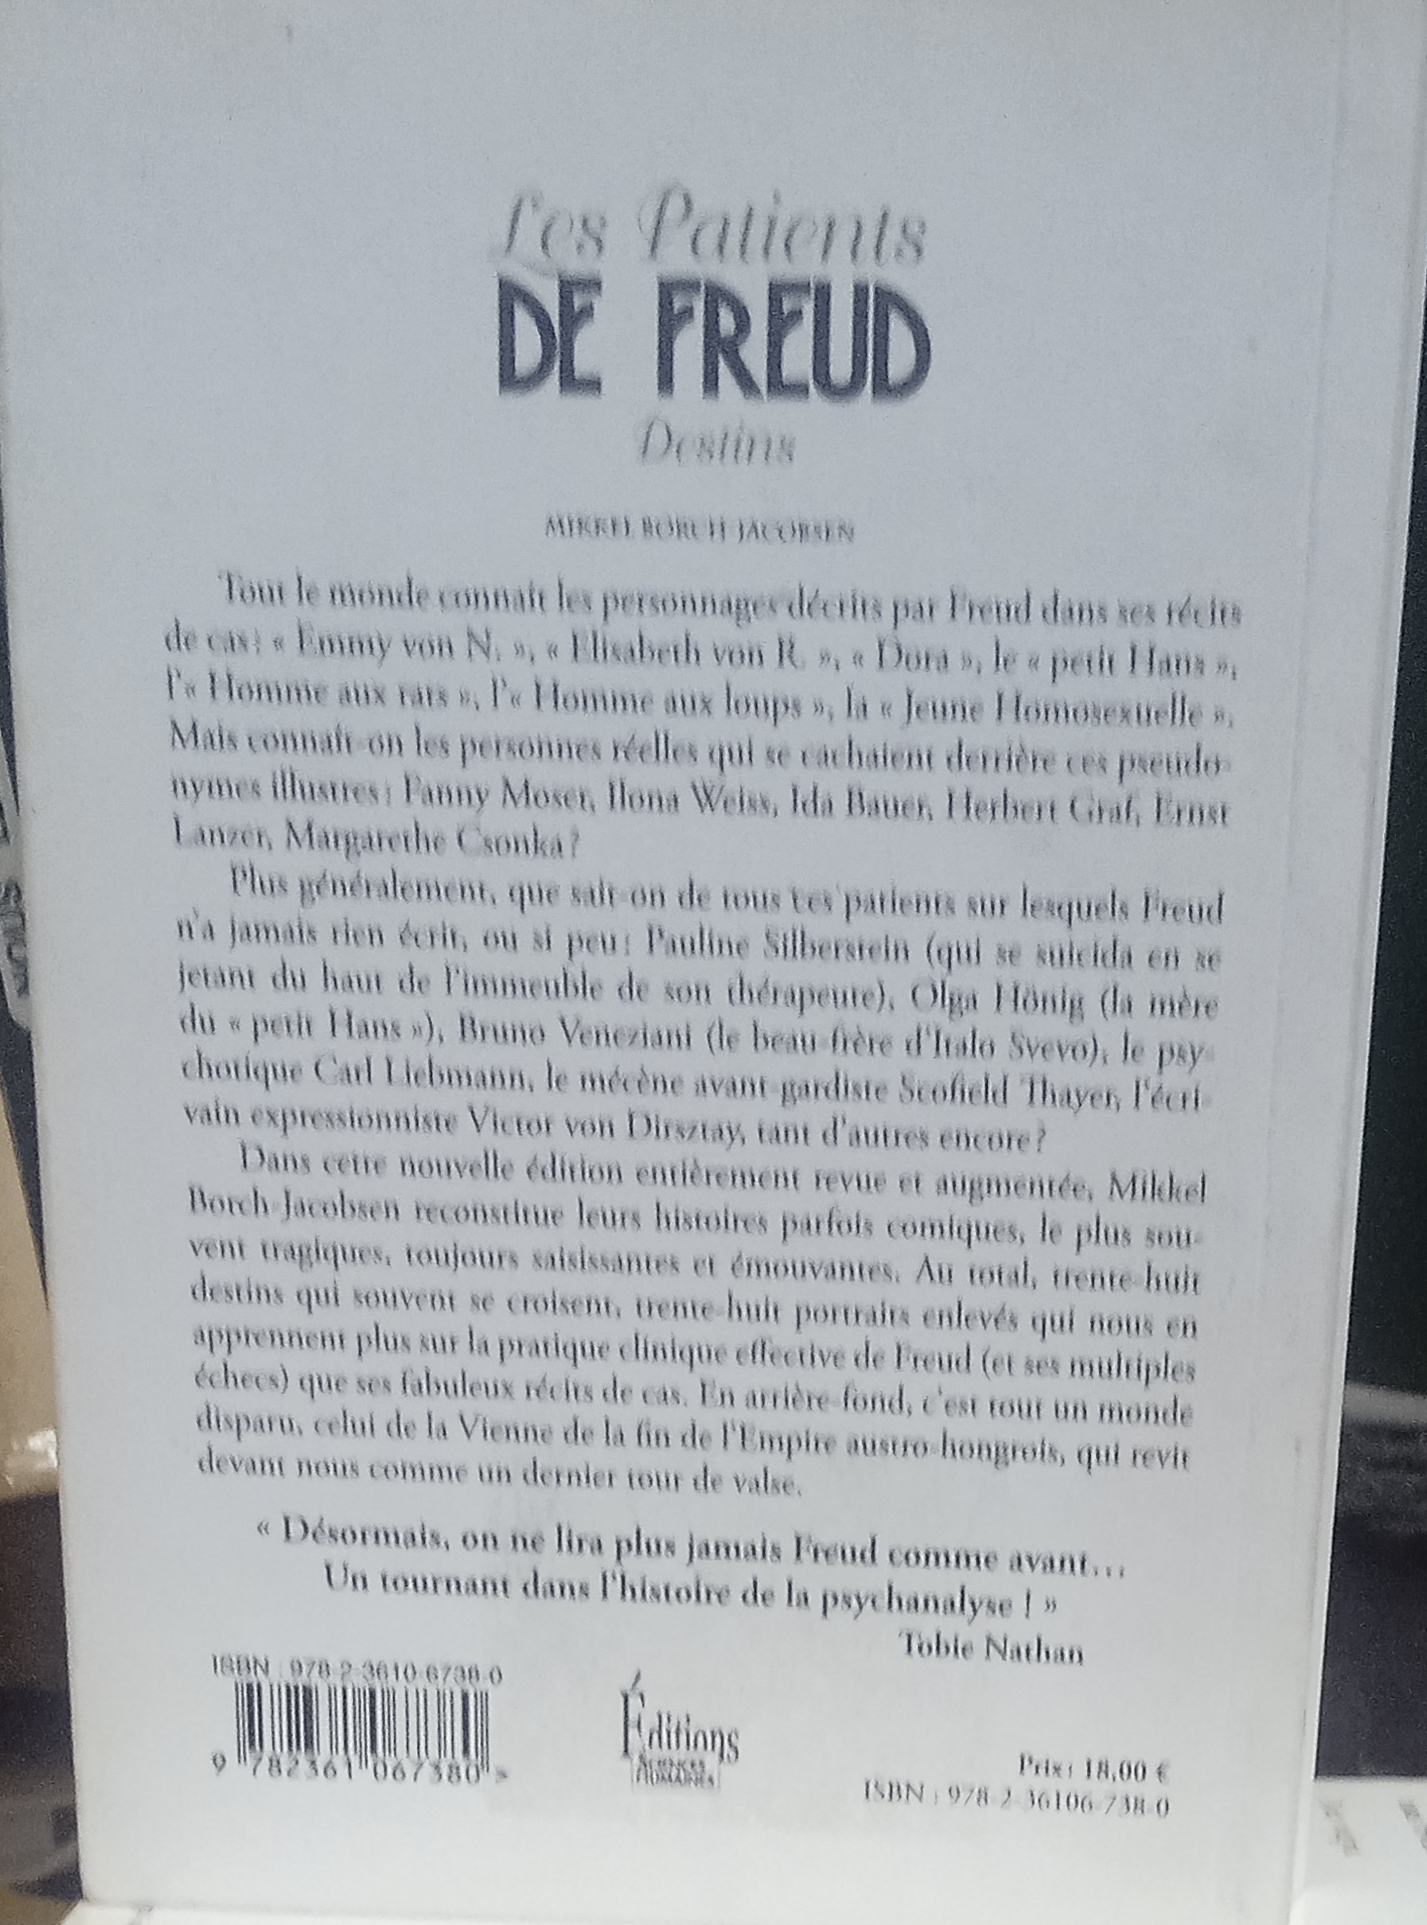 Les Patients
DE FREUD
Destins
MIKKEL BORCH-JACOBSEN
Tout le monde connaît les personnages décrits par Freud dans ses récits
de cas : « Emmy von N. », « Elisabeth von R. », « Dora », le « petit Hans »,
l'« Homme aux rats », l'« Homme aux loups », la « Jeune Homosexuelle ».
Mais connaît-on les personnes réelles qui se cachaient derrière ces pseudo-
nymes illustres : Fanny Moser, Ilona Weiss, Ida Bauer, Herbert Graf, Ernst
Lanzer, Margarethe Csonka ?
Plus généralement, que sait-on de tous ces patients sur lesquels Freud
n'a jamais rien écrit, ou si peu : Pauline Silberstein (qui se suicida en se
jetant du haut de l'immeuble de son thérapeute), Olga Hönig (la mère
du « petit Hans »), Bruno Veneziani (le beau-frère d'Italo Svevo), le psy-
chotique Carl Liebmann, le mécène avant-gardiste Scofield Thayer, l'écri-
vain expressionniste Victor von Dirsztay, tant d'autres encore ?
Dans cette nouvelle édition entièrement revue et augmentée, Mikkel
Borch-Jacobsen reconstitue leurs histoires parfois comiques, le plus sou-
vent tragiques, toujours saisissantes et émouvantes. Au total, trente-huit
destins qui souvent se croisent, trente-huit portraits enlevés qui nous en
apprennent plus sur la pratique clinique effective de Freud (et ses multiples
échecs) que ses fabuleux récits de cas. En arrière-fond, c'est tout un monde
disparu, celui de la Vienne de la fin de l'Empire austro-hongrois, qui revit
devant nous comme un dernier tour de valse.
« Désormais, on ne lira plus jamais Freud comme avant…
Un tournant dans l'histoire de la psychanalyse ! »
Tobie Nathan
ISBN : 978-2-3610-6738-0
9 782361 067380 >
Éditions
SCIENCES
HUMAINES
Prix : 18,00 €
ISBN : 978-2-36106-738-0